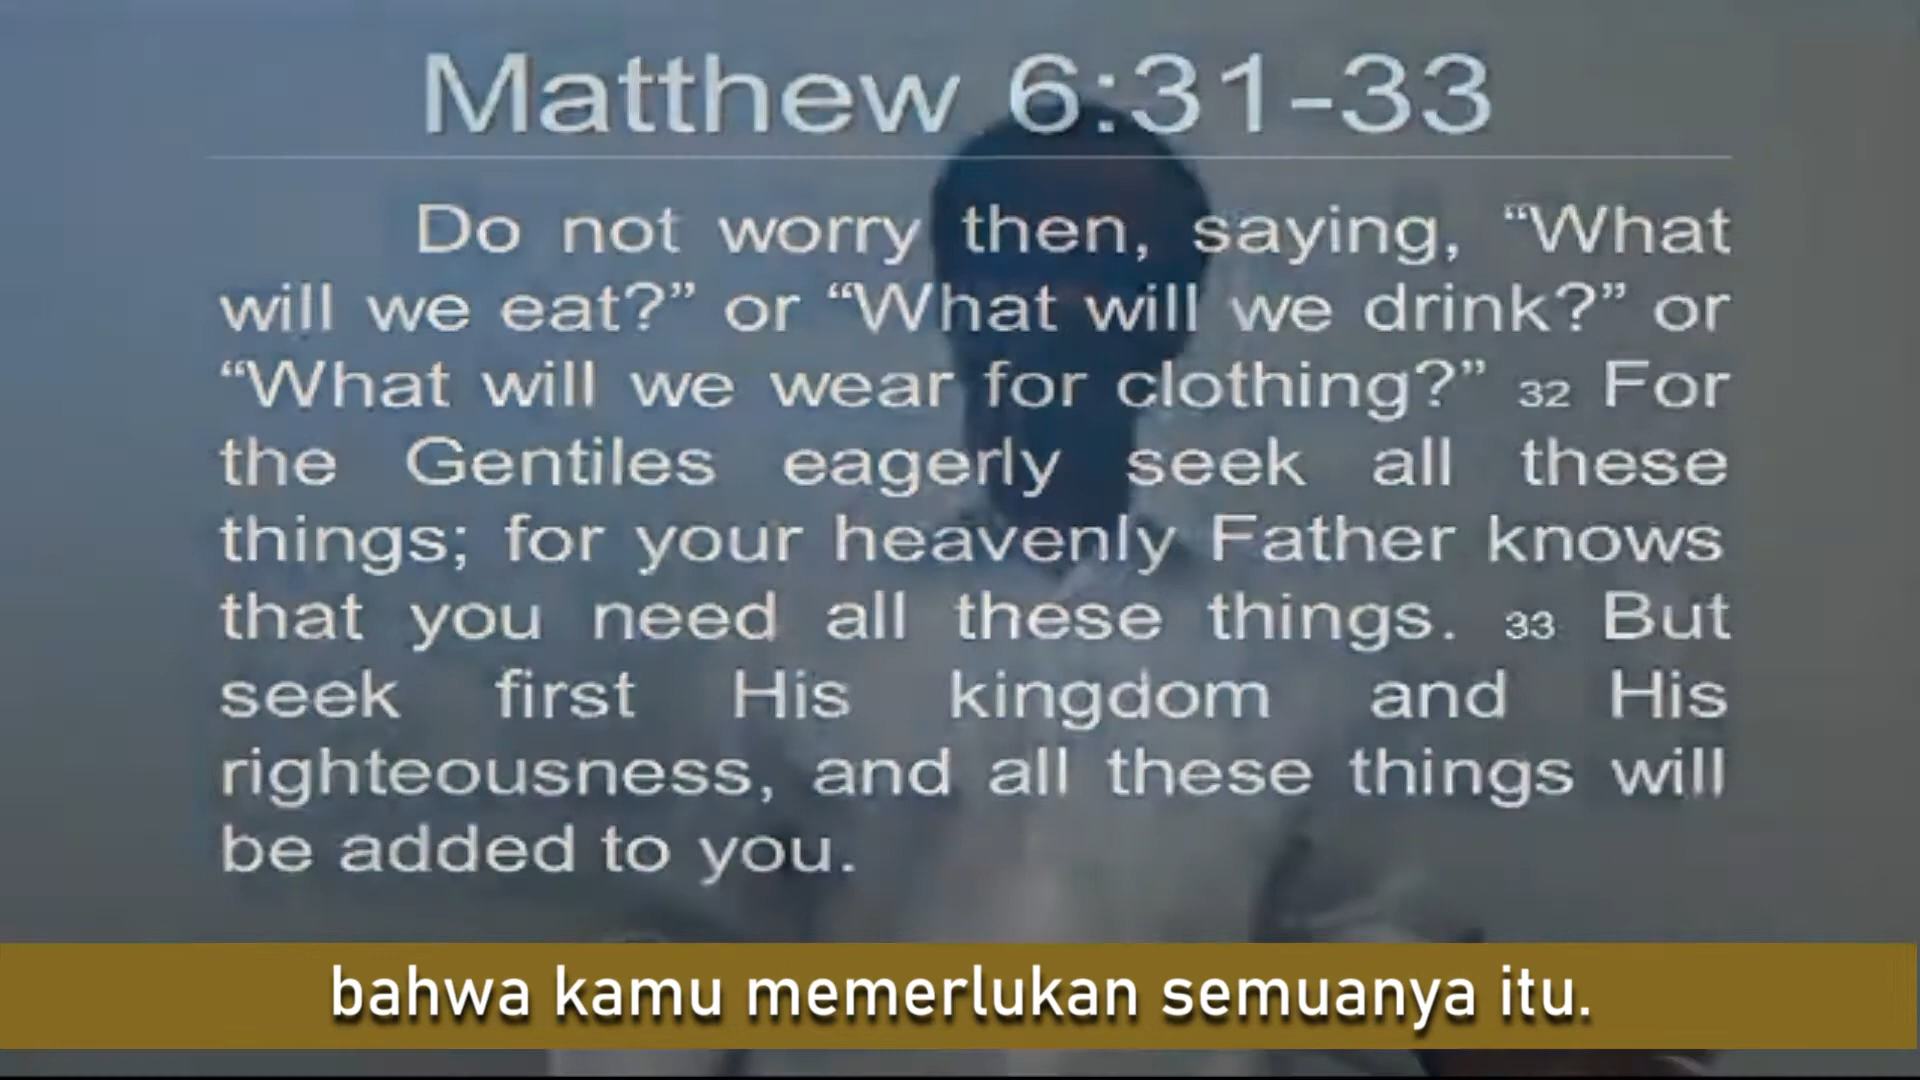 Matthew 6:31-33
Do not worry then, saying, “What
will we eat?” or “What will we drink?” or
“What will we wear for clothing?” 32 For
the Gentiles eagerly seek all these
things; for your heavenly Father knows
that you need all these things. 33 But
seek first His kingdom and His
righteousness, and all these things will
be added to you.
bahwa kamu memerlukan semuanya itu.